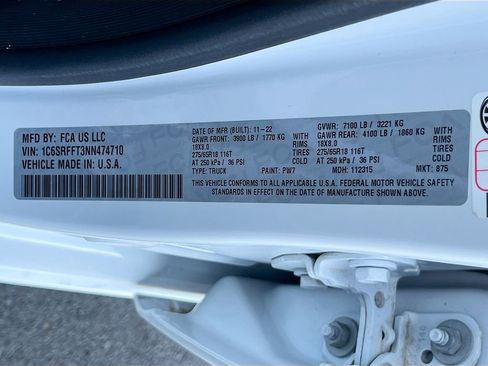 MFD BY: FCA US LLC
VIN: 1C6SRFFT3NN474710
VEHICLE MADE IN: U.S.A.
DATE OF MFR (BUILT): 11-22 GVWR: 7100 LB / 3221 KG
GAWR FRONT: 3900 LB / 1770 KG WITH GAWR REAR: 4100 LB / 1860 KG WITH
18X8.0 RIMS 18X8.0 RIMS
275/65R18 116T TIRES 275/65R18 116T TIRES
AT 250 kPa / 36 PSI AT 250 kPa / 36 PSI
TYPE: TRUCK PAINT: PW7 MDH: 112315 MKT: 875
THIS VEHICLE CONFORMS TO ALL APPLICABLE U.S.A. FEDERAL MOTOR VEHICLE SAFETY
STANDARDS IN EFFECT ON THE DATE OF MANUFACTURE SHOWN ABOVE.